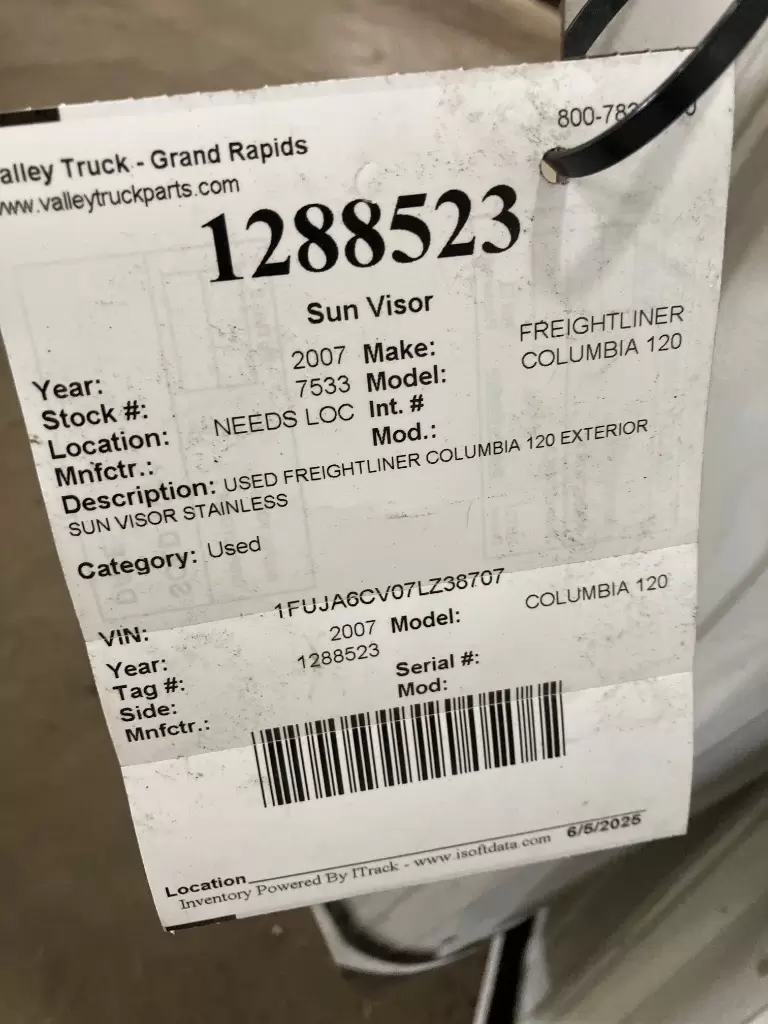 alley Truck - Grand Rapids
www.valleytruckparts.com
1288523
Sun Visor
Year: 2007 Make: FREIGHTLINER
Stock #: 7533 Model: COLUMBIA 120
Location: NEEDS LOC Int. #
Mnfctr.: Mod.:
Description: USED FREIGHTLINER COLUMBIA 120 EXTERIOR
SUN VISOR STAINLESS
Category: Used
VIN: 1FUJA6CV07LZ38707
Year: 2007 Model: COLUMBIA 120
Tag #: 1288523
Side: Serial #:
Mnfctr.: Mod:
Location
Inventory Powered By ITrack - www.isoftdata.com 6/5/2025